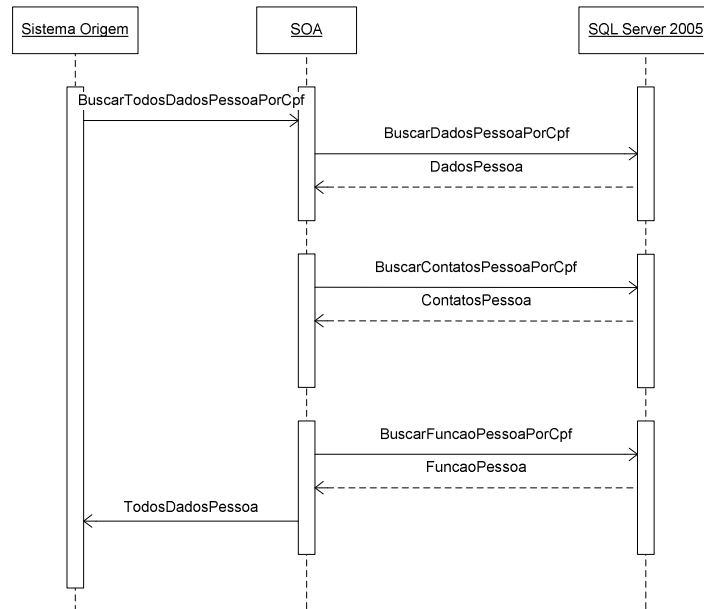 Sistema Origem
SOA
SQL Server 2005
BuscarTodosDadosPessoaPorCpf
BuscarDadosPessoaPorCpf
DadosPessoa
BuscarContatosPessoaPorCpf
ContatosPessoa
BuscarFuncaoPessoaPorCpf
FuncaoPessoa
TodosDadosPessoa